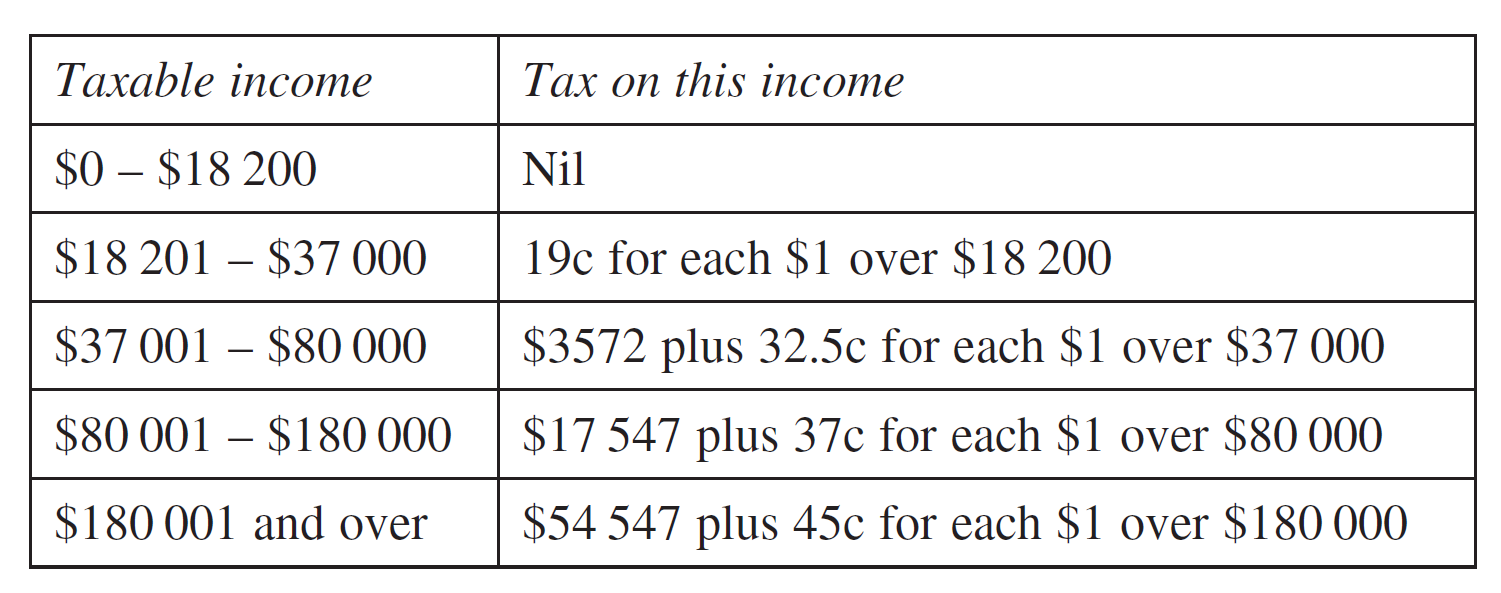 Taxable income Tax on this income
$0 – $18 200 Nil
$18 201 – $37 000 19c for each $1 over $18 200
$37 001 – $80 000 $3572 plus 32.5c for each $1 over $37 000
$80 001 – $180 000 $17 547 plus 37c for each $1 over $80 000
$180 001 and over $54 547 plus 45c for each $1 over $180 000